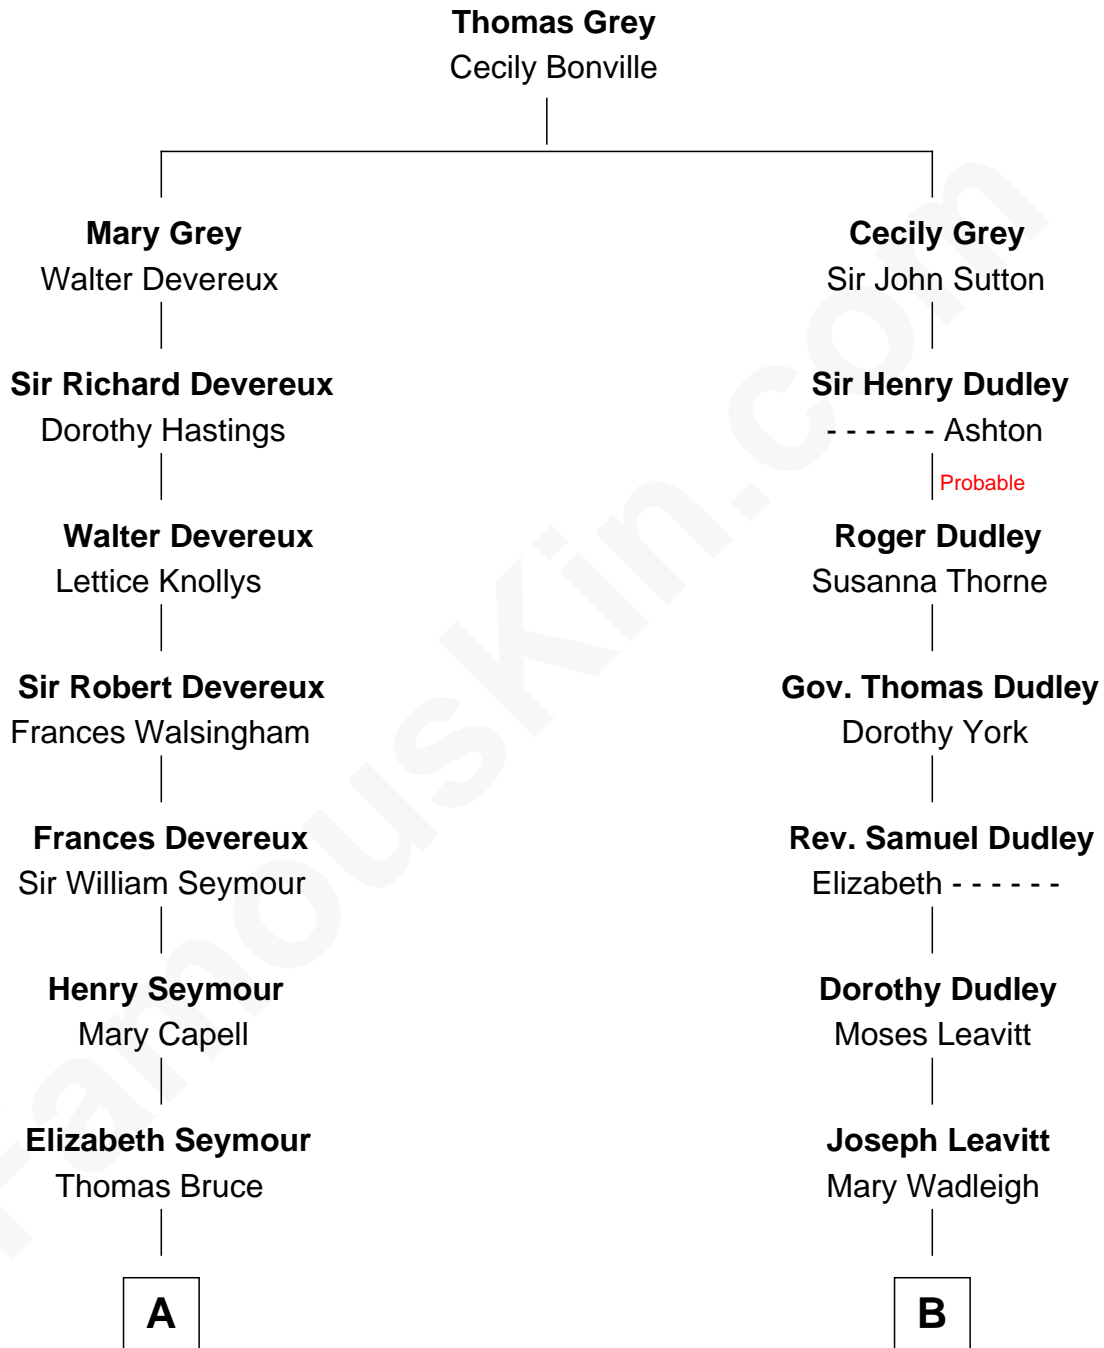 Thomas Grey
Cecily Bonville
Mary Grey
Walter Devereux
Sir Richard Devereux
Dorothy Hastings
Walter Devereux
Lettice Knollys
Sir Robert Devereux
Frances Walsingham
Frances Devereux
Sir William Seymour
Henry Seymour
Mary Capell
Elizabeth Seymour
Thomas Bruce
A
Cecily Grey
Sir John Sutton
Sir Henry Dudley
- - - - - - Ashton
Probable
Roger Dudley
Susanna Thorne
Gov. Thomas Dudley
Dorothy York
Rev. Samuel Dudley
Elizabeth - - - - - -
Dorothy Dudley
Moses Leavitt
Joseph Leavitt
Mary Wadleigh
B
FamousKin.com